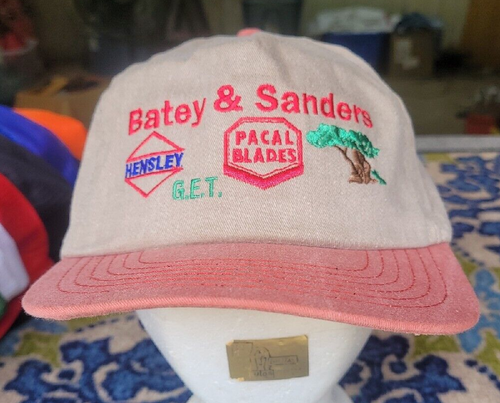 Batey & Sanders
HENSLEY
G.E.T.
PACAL
BLADES